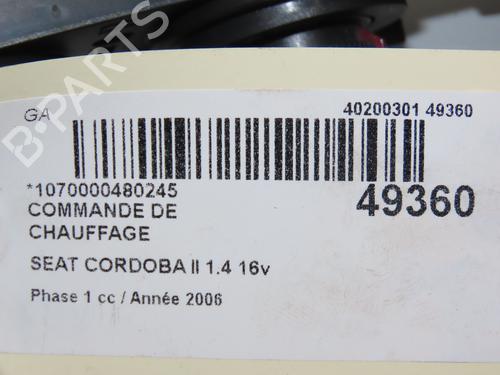 GA
40200301 49360
*1070000480245
49360
COMMANDE DE
CHAUFFAGE
SEAT CORDOBA II 1.4 16v
Phase 1 cc / Année 2006
B-PARTS